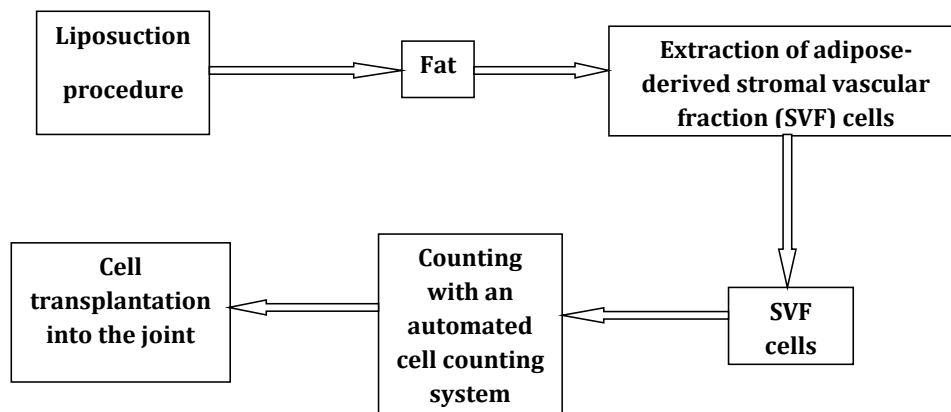 Liposuction
procedure
Fat
Extraction of adipose-
derived stromal vascular
fraction (SVF) cells
SVF
cells
Counting
with an
automated
cell counting
system
Cell
transplantation
into the joint